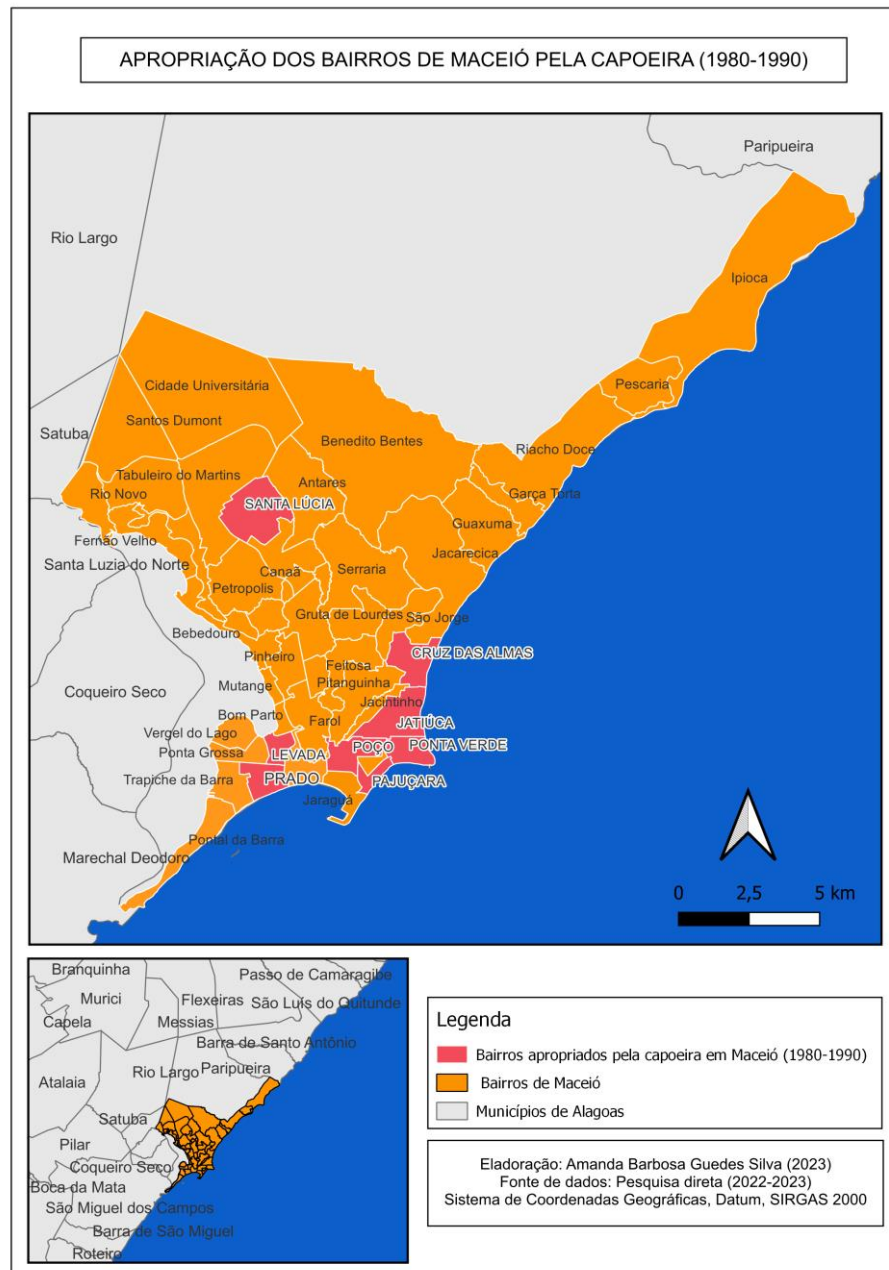 APROPRIAÇÃO DOS BAIRROS DE MACEIÓ PELA CAPOEIRA (1980-1990)
Paripueira
Rio Largo
Ipioca
Pescaria
Cidade Universitária
Satuba
Santos Dumont
Benedito Bentes
Riacho Doce
Tabuleiro do Martins
Antares
Rio Novo
Garça Torta
SANTA LÚCIA
Guaxuma
Fernão Velho
Jacarecica
Santa Luzia do Norte
Canaã
Serraria
Petropolis
Gruta de Lourdes
São Jorge
Bebedouro
CRUZ DAS ALMAS
Pinheiro
Feitosa
Coqueiro Seco
Mutange
Pitanguinha
Jacintinho
Bom Parto
Farol
JATIÚCA
Vergel do Lago
Ponta Grossa
LEVADA
POÇO
PONTA VERDE
Trapiche da Barra
PRADO
PAJUÇARA
Jaraguá
Pontal da Barra
Marechal Deodoro
0 2,5 5 km
Branquinha
Passo de Camaragibe
Murici
Flexeiras
São Luís do Quitunde
Capela
Messias
Barra de Santo Antônio
Atalaia
Rio Largo
Paripueira
Satuba
Pilar
Coqueiro Seco
Boca da Mata
São Miguel dos Campos
Barra de São Miguel
Roteiro
Legenda
Bairros apropriados pela capoeira em Maceió (1980-1990)
Bairros de Maceió
Municípios de Alagoas
Eladoração: Amanda Barbosa Guedes Silva (2023)
Fonte de dados: Pesquisa direta (2022-2023)
Sistema de Coordenadas Geográficas, Datum, SIRGAS 2000